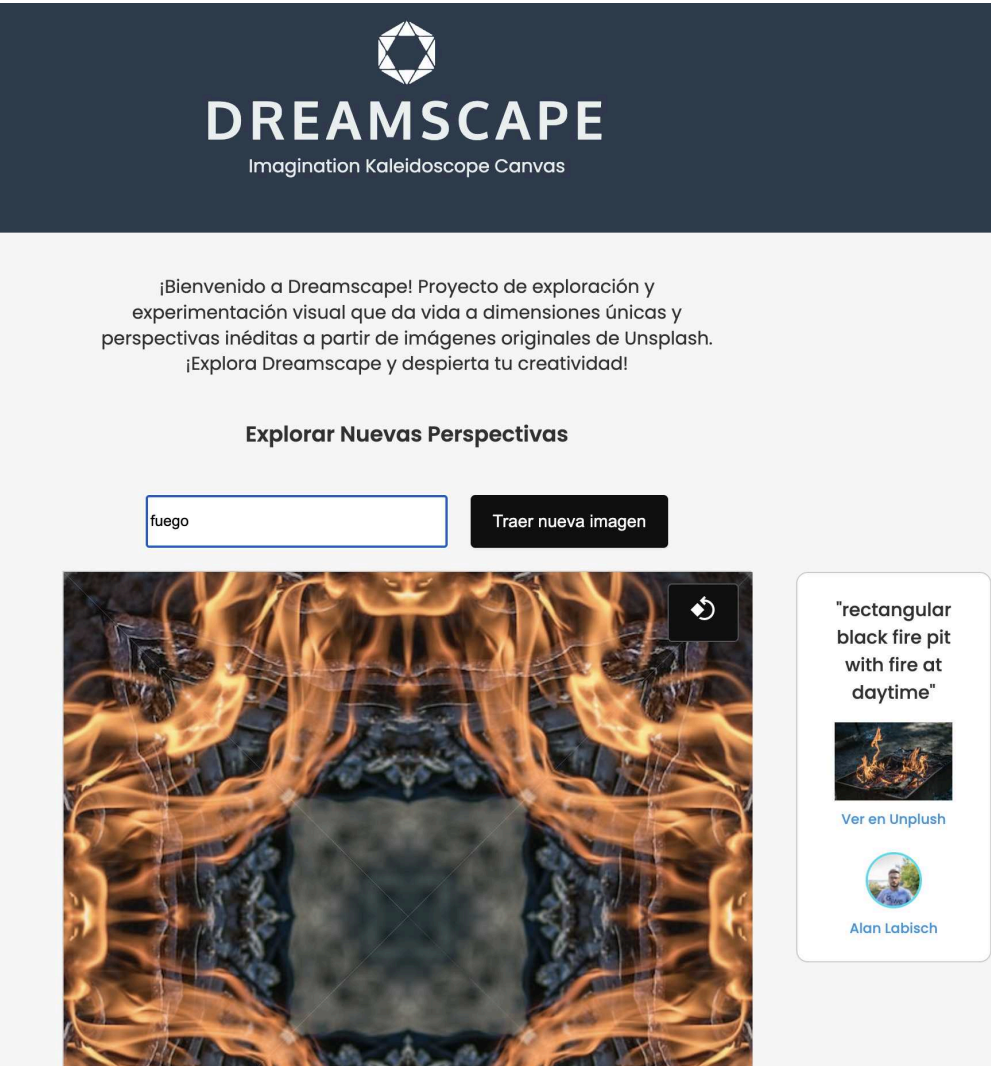 DREAMSCAPE
Imagination Kaleidoscope Canvas
¡Bienvenido a Dreamscape! Proyecto de exploración y
experimentación visual que da vida a dimensiones únicas y
perspectivas inéditas a partir de imágenes originales de Unsplash.
¡Explora Dreamscape y despierta tu creatividad!
Explorar Nuevas Perspectivas
fuego
Traer nueva imagen
"rectangular
black fire pit
with fire at
daytime"
Ver en Unplush
Alan Labisch